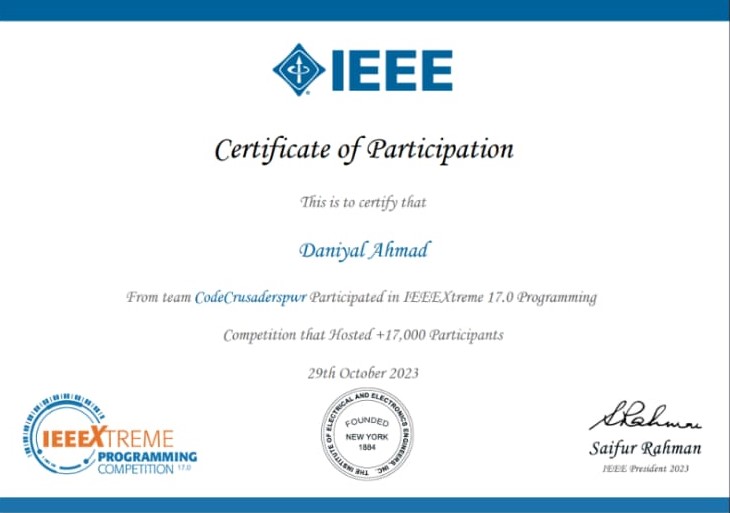 IEEE
Certificate of Participation
This is to certify that
Daniyal Ahmad
From team CodeCrusaderspwr Participated in IEEEXtreme 17.0 Programming
Competition that Hosted +17,000 Participants
29th October 2023
IEEEXTREME
PROGRAMMING
COMPETITION 17.0
THE INSTITUTE OF ELECTRICAL AND ELECTRONICS ENGINEERS, INC.
FOUNDED
NEW YORK
1884
SRahman
Saifur Rahman
IEEE President 2023